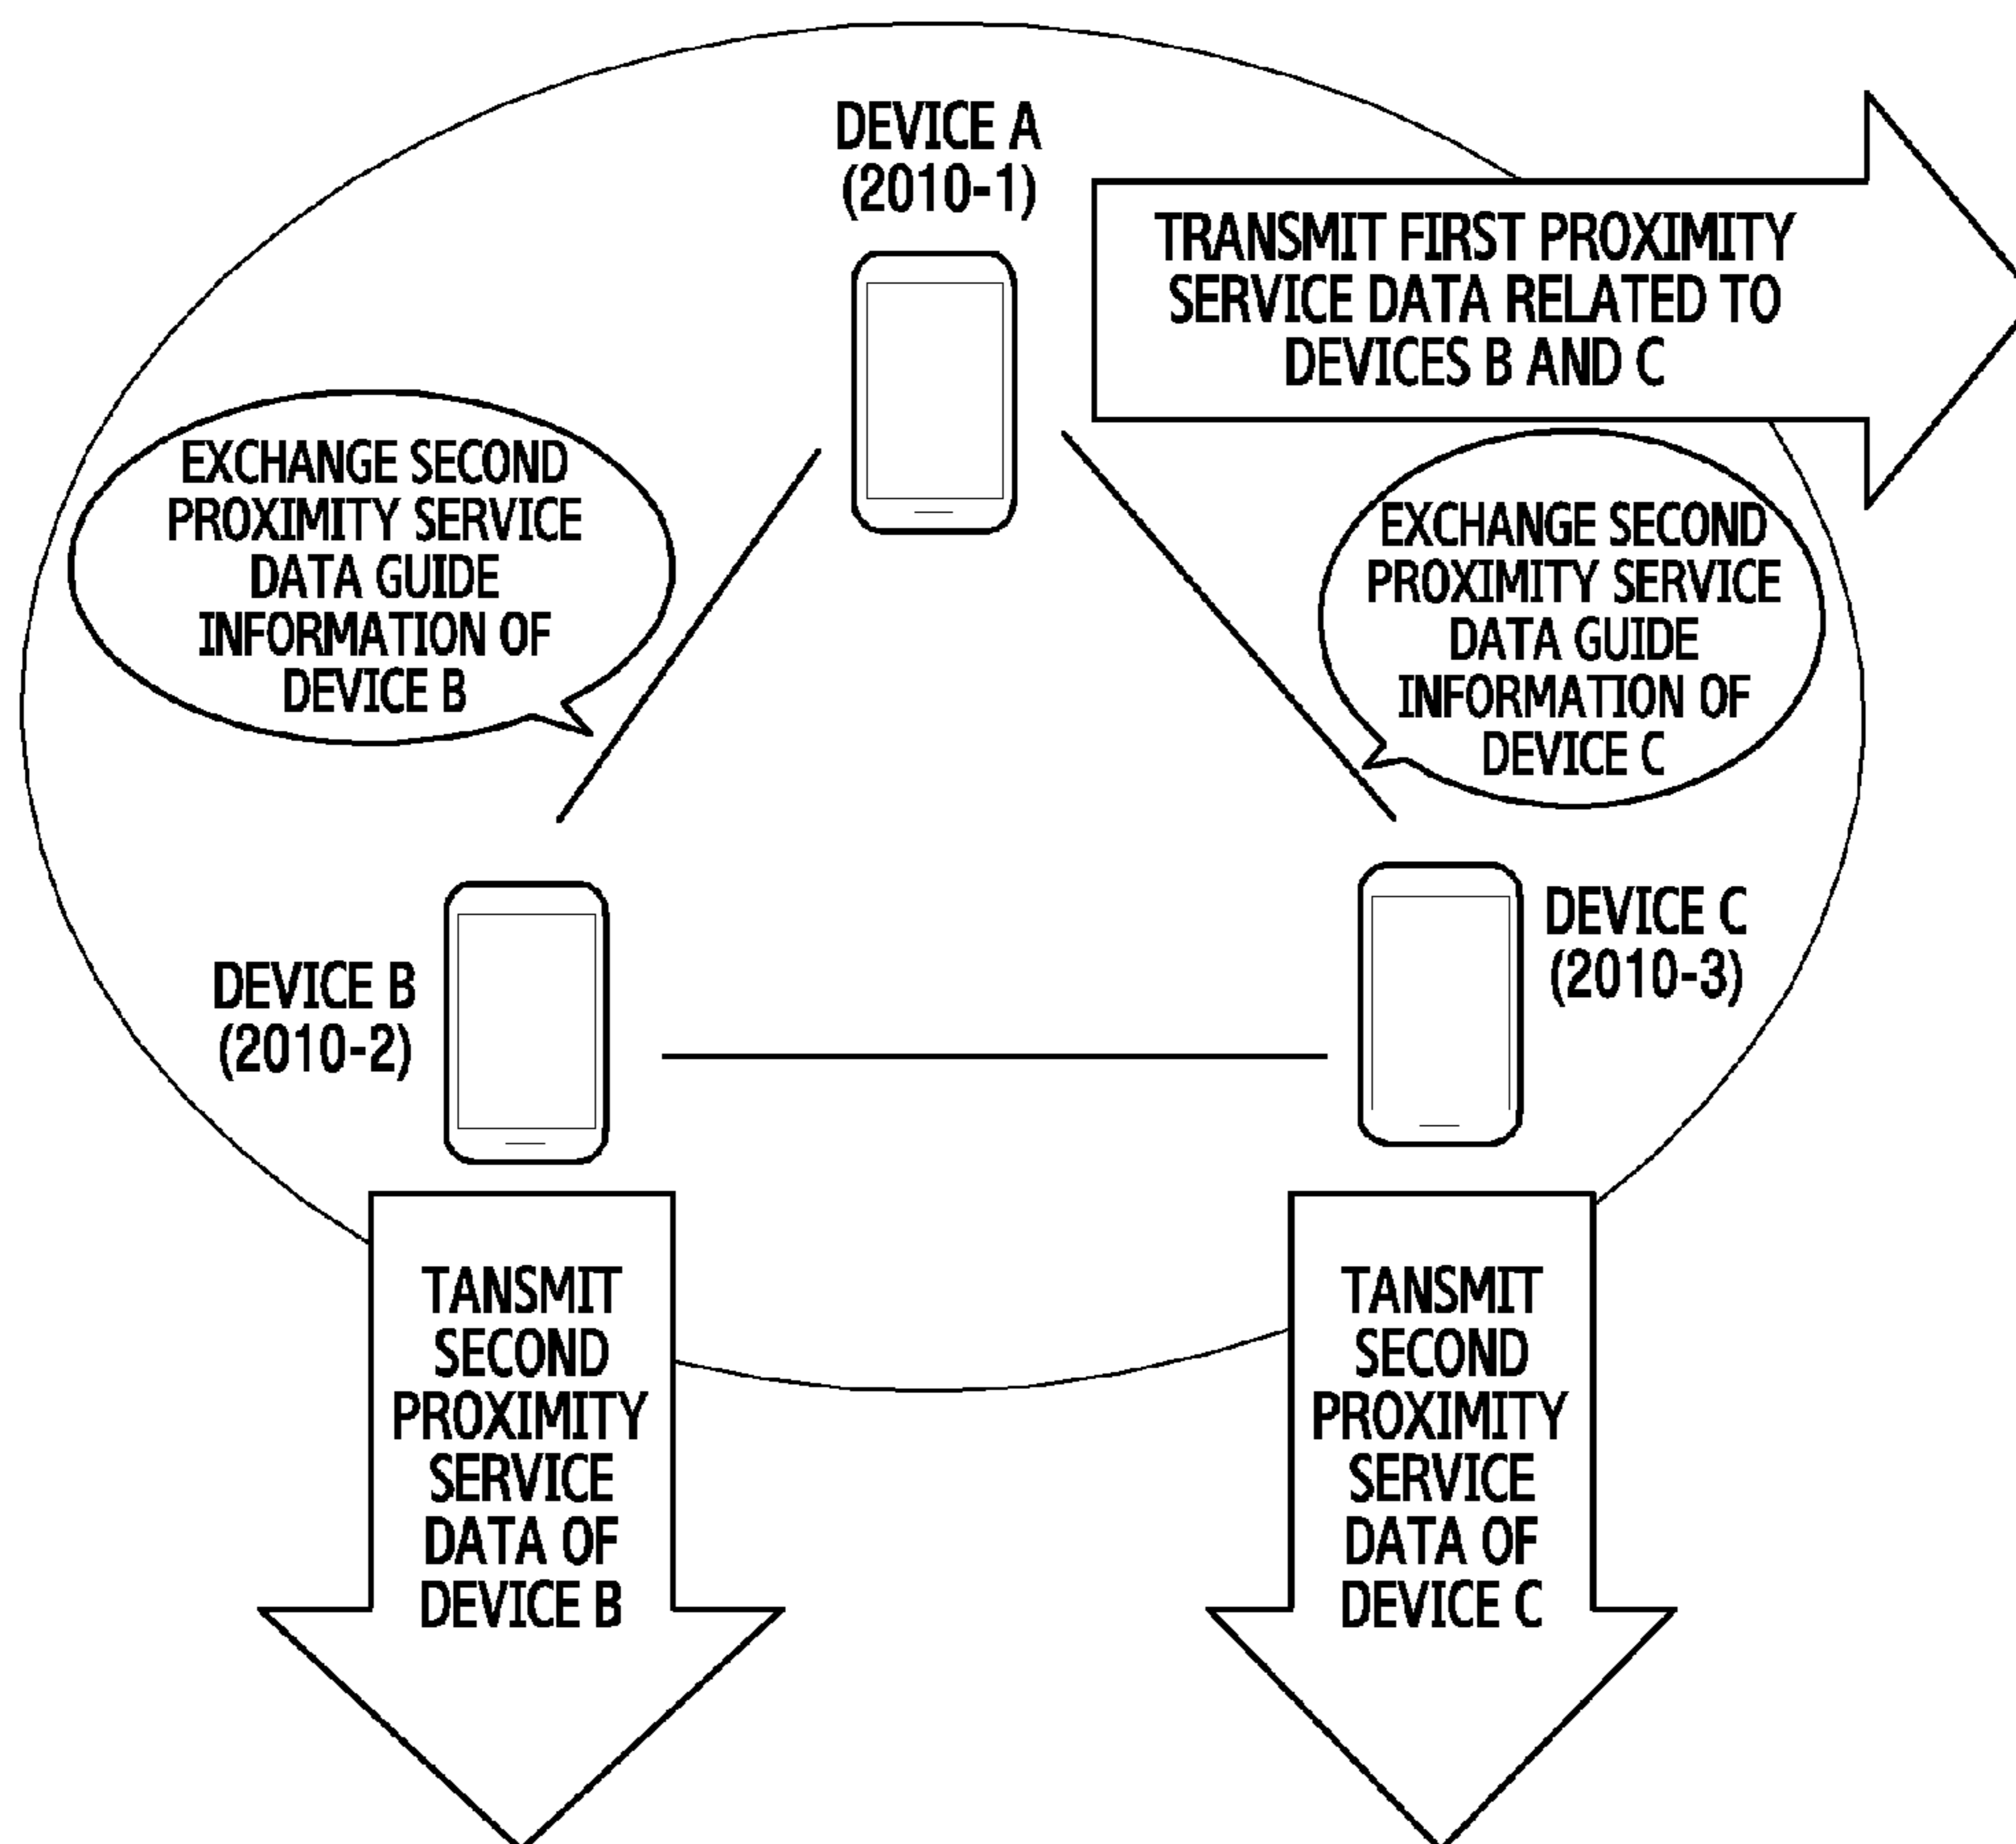 DEVICE A
(2010-1)
TRANSMIT FIRST PROXIMITY
SERVICE DATA RELATED TO
DEVICES B AND C
EXCHANGE SECOND
PROXIMITY SERVICE
DATA GUIDE
INFORMATION OF
DEVICE B
EXCHANGE SECOND
PROXIMITY SERVICE
DATA GUIDE
INFORMATION OF
DEVICE C
DEVICE B
(2010-2)
DEVICE C
(2010-3)
TANSMIT
SECOND
PROXIMITY
SERVICE
DATA OF
DEVICE B
TANSMIT
SECOND
PROXIMITY
SERVICE
DATA OF
DEVICE C